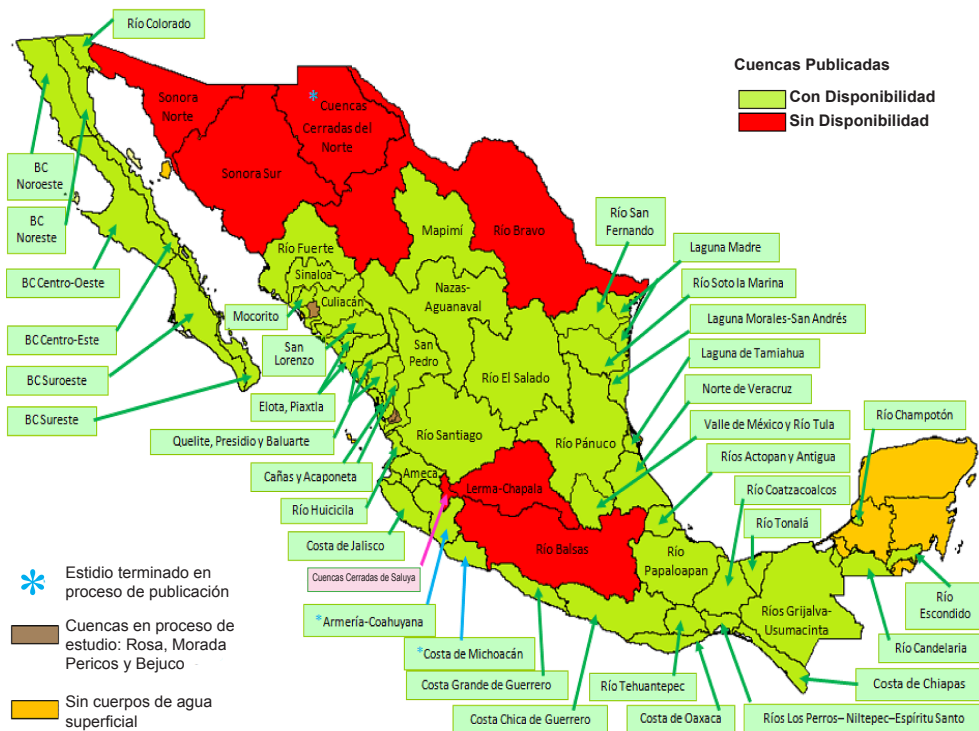 Río Colorado
Cuencas Publicadas
Con Disponibilidad
Sin Disponibilidad
Sonora
Norte
* Cuencas
Cerradas del
Norte
Sonora Sur
BC
Noroeste
BC
Noreste
BC Centro-Oeste
BC Centro-Este
BC Suroeste
BC Sureste
Río Fuerte
Sinaloa
Culiacán
Mocorito
San
Lorenzo
Elota, Piaxtla
Quelite, Presidio y Baluarte
Cañas y Acaponeta
Río Huicicila
Costa de Jalisco
Cuencas Cerradas de Saluya
*Armería-Coahuyana
*Costa de Michoacán
Costa Grande de Guerrero
Costa Chica de Guerrero
Mapimí
Nazas-
Aguanaval
San
Pedro
Río Bravo
Río El Salado
Río Santiago
Ameca
Lerma-Chapala
Río Balsas
Río Pánuco
Río San
Fernando
Laguna Madre
Río Soto la Marina
Laguna Morales-San Andrés
Laguna de Tamiahua
Norte de Veracruz
Valle de México y Río Tula
Ríos Actopan y Antigua
Río Coatzacoalcos
Río Tonalá
Río Champotón
Río
Papaloapan
Ríos Grijalva-
Usumacinta
Río
Escondido
Río Candelaria
Costa de Chiapas
Río Tehuantepec
Costa de Oaxaca
Ríos Los Perros– Niltepec–Espíritu Santo
* Estidio terminado en
proceso de publicación
Cuencas en proceso de
estudio: Rosa, Morada
Pericos y Bejuco
Sin cuerpos de agua
superficial